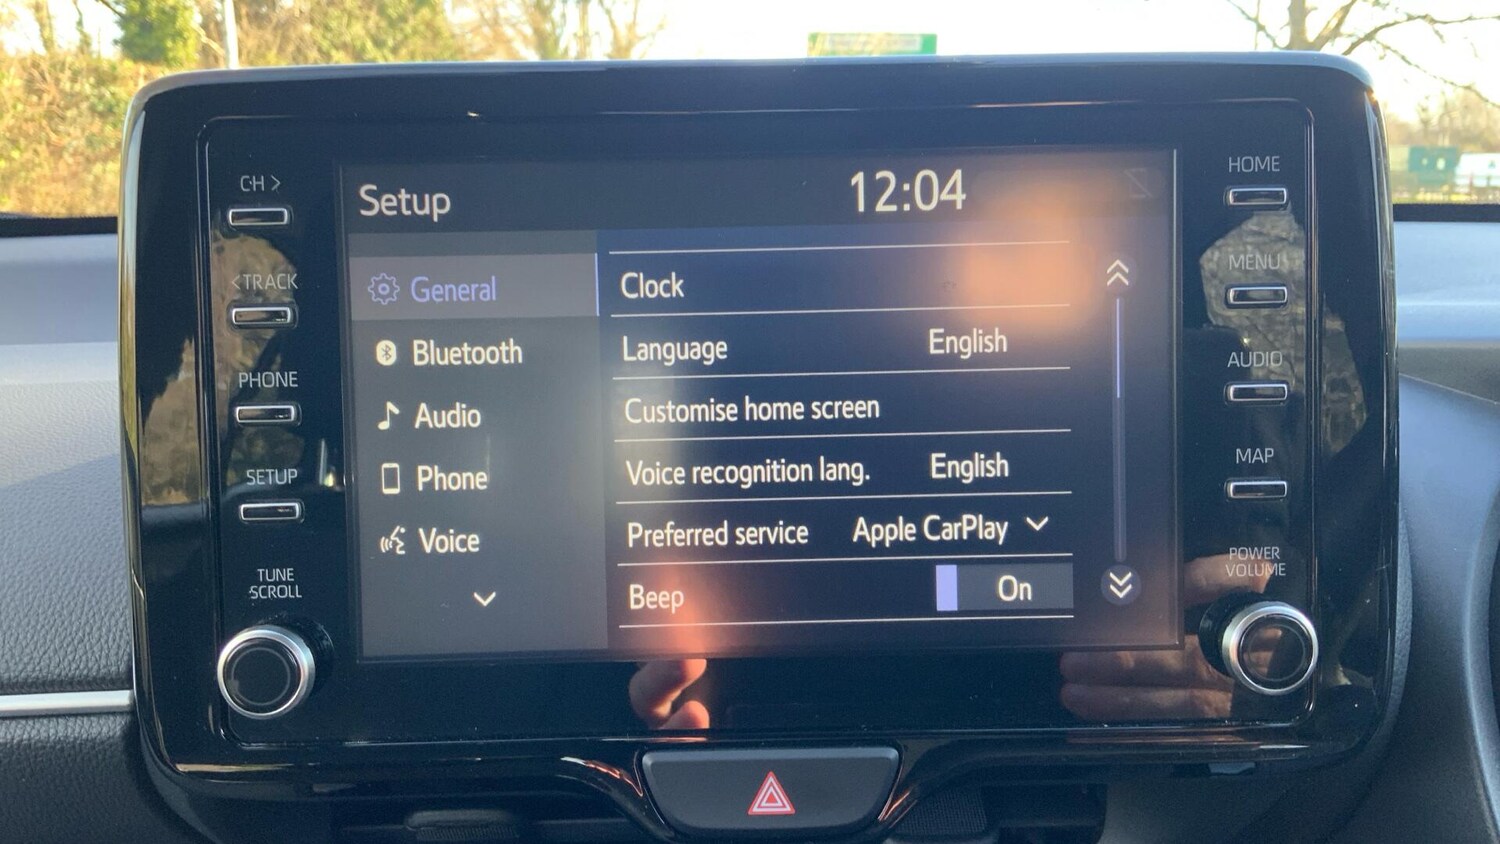 Setup
12:04
CH >
< TRACK
PHONE
SETUP
TUNE
SCROLL
General
Bluetooth
Audio
Phone
Voice
Clock
Language English
Customise home screen
Voice recognition lang. English
Preferred service Apple CarPlay
Beep On
HOME
MENU
AUDIO
MAP
POWER
VOLUME